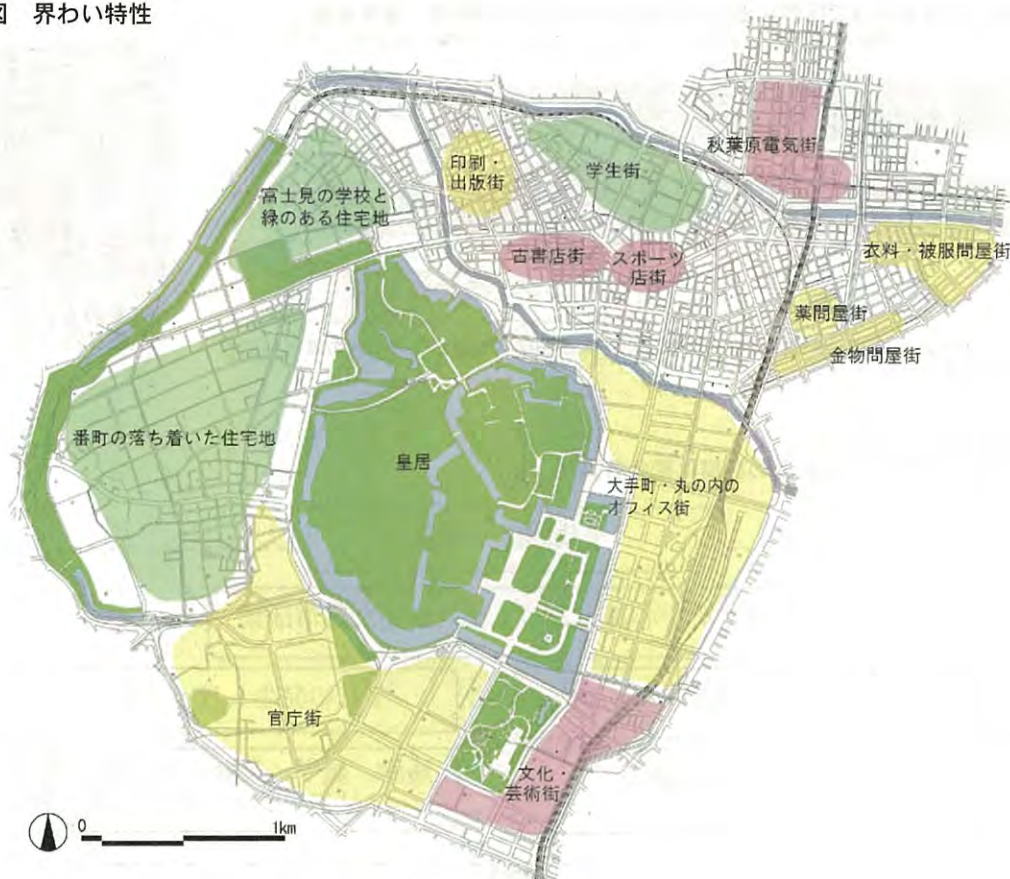 図 界わい特性
秋葉原電気街
印刷・
出版街
学生街
富士見の学校と
緑のある住宅地
古書店街
スポーツ
店街
衣料・被服問屋街
薬問屋街
金物問屋街
番町の落ち着いた住宅地
皇居
大手町・丸の内の
オフィス街
官庁街
文化・
芸術街
0
1km